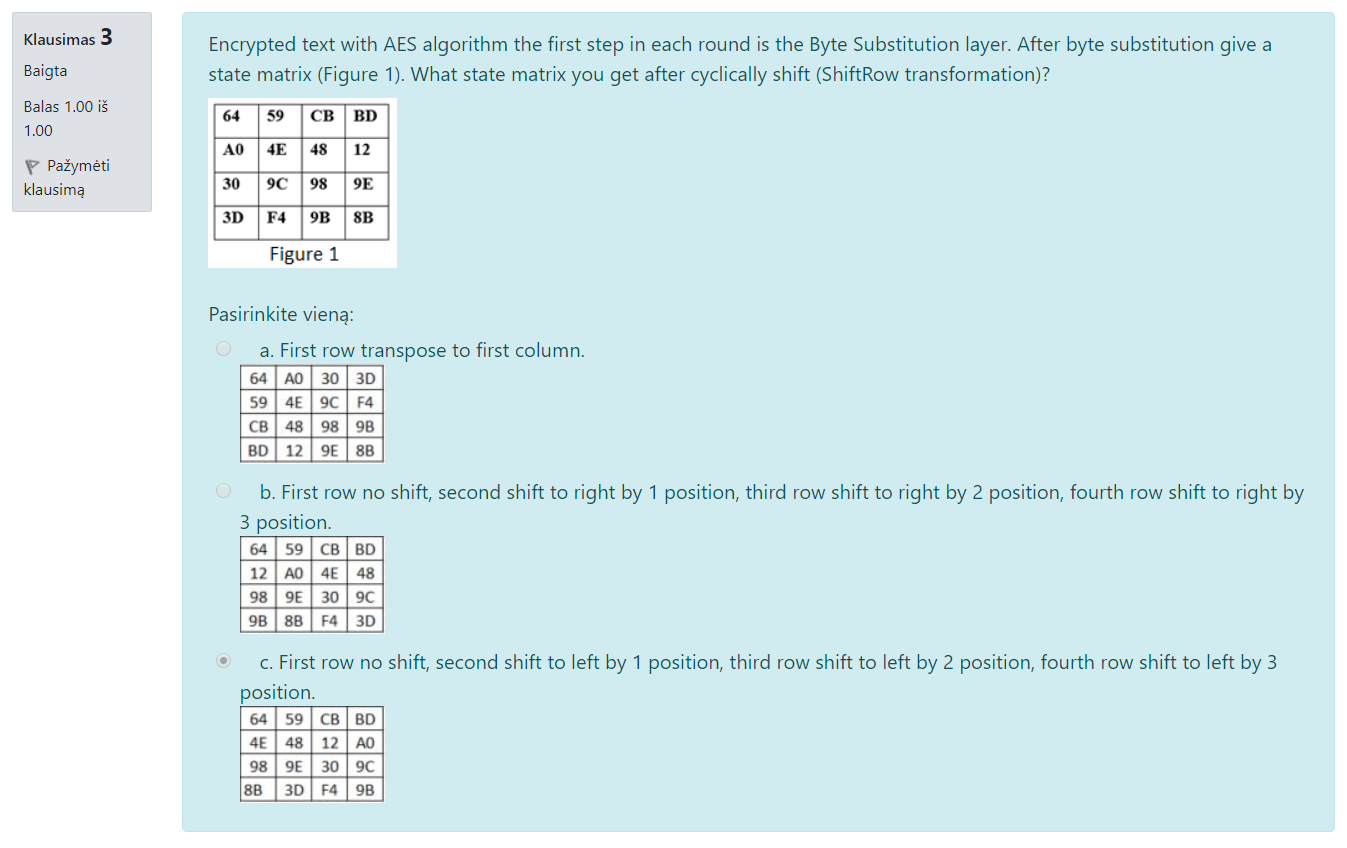 Klausimas 3
Baigta
Balas 1.00 iš
1.00
Pažymėti
klausimą
Encrypted text with AES algorithm the first step in each round is the Byte Substitution layer. After byte substitution give a
state matrix (Figure 1). What state matrix you get after cyclically shift (ShiftRow transformation)?
64 59 CB BD
A0 4E 48 12
30 9C 98 9E
3D F4 9B 8B
Figure 1
Pasirinkite vieną:
a. First row transpose to first column.
64 A0 30 3D
59 4E 9C F4
CB 48 98 9B
BD 12 9E 8B
b. First row no shift, second shift to right by 1 position, third row shift to right by 2 position, fourth row shift to right by
3 position.
64 59 CB BD
12 A0 4E 48
98 9E 30 9C
9B 8B F4 3D
c. First row no shift, second shift to left by 1 position, third row shift to left by 2 position, fourth row shift to left by 3
position.
64 59 CB BD
4E 48 12 A0
98 9E 30 9C
8B 3D F4 9B